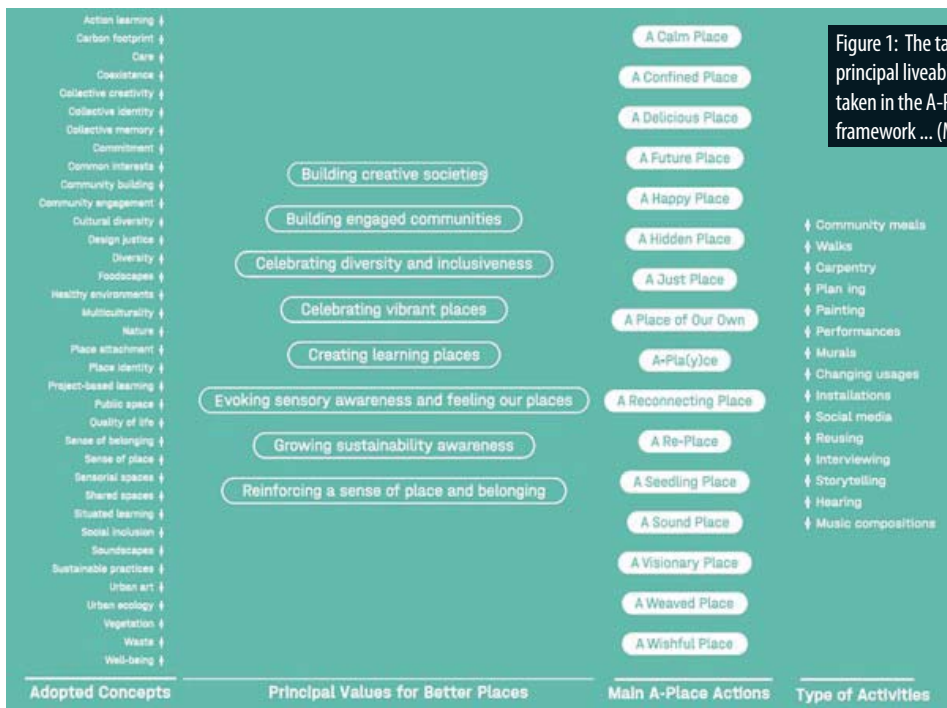 Action learning
Carbon footprint
Care
Coexistence
Collective creativity
Collective identity
Collective memory
Commitment
Common interests
Community building
Community engagement
Cultural diversity
Design justice
Diversity
Foodscapes
Healthy environments
Multiculturality
Nature
Place attachment
Place identity
Project-based learning
Public space
Quality of life
Sense of belonging
Sense of place
Sensorial spaces
Shared spaces
Situated learning
Social inclusion
Soundscapes
Sustainable practices
Urban art
Urban ecology
Vegetation
Waste
Well-being
Adopted Concepts
Building creative societies
Building engaged communities
Celebrating diversity and inclusiveness
Celebrating vibrant places
Creating learning places
Evoking sensory awareness and feeling our places
Growing sustainability awareness
Reinforcing a sense of place and belonging
Principal Values for Better Places
A Calm Place
A Confined Place
A Delicious Place
A Future Place
A Happy Place
A Hidden Place
A Just Place
A Place of Our Own
A-Pla(y)ce
A Reconnecting Place
A Re-Place
A Seedling Place
A Sound Place
A Visionary Place
A Weaved Place
A Wishful Place
Main A-Place Actions
Community meals
Walks
Carpentry
Plan ing
Painting
Performances
Murals
Changing usages
Installations
Social media
Reusing
Interviewing
Storytelling
Hearing
Music compositions
Type of Activities
Figure 1: The ta
principal liveab
taken in the A-P
framework ... (M